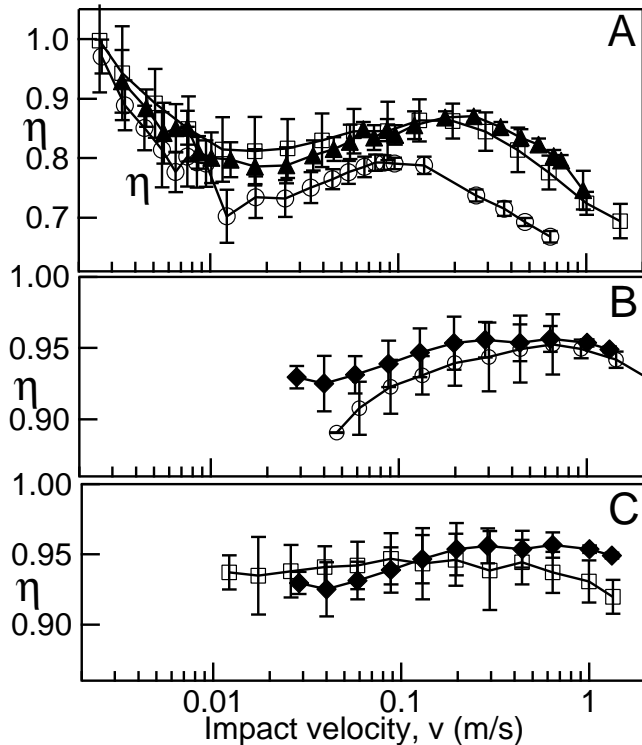 A
1.0
0.9
η
0.8
η
0.7
1.00
B
0.95
η
0.90
1.00
C
0.95
η
0.90
0.01 0.1 1
Impact velocity, v (m/s)